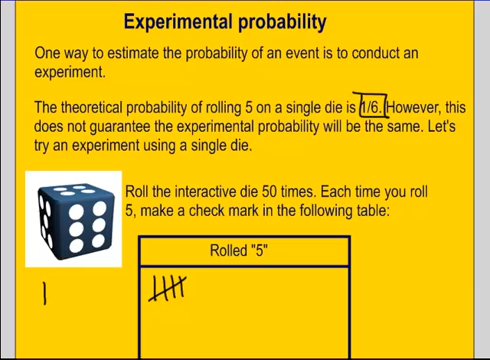 Experimental probability
One way to estimate the probability of an event is to conduct an
experiment.
The theoretical probability of rolling 5 on a single die is 1/6. However, this
does not guarantee the experimental probability will be the same. Let's
try an experiment using a single die.
Roll the interactive die 50 times. Each time you roll
5, make a check mark in the following table:
Rolled "5"